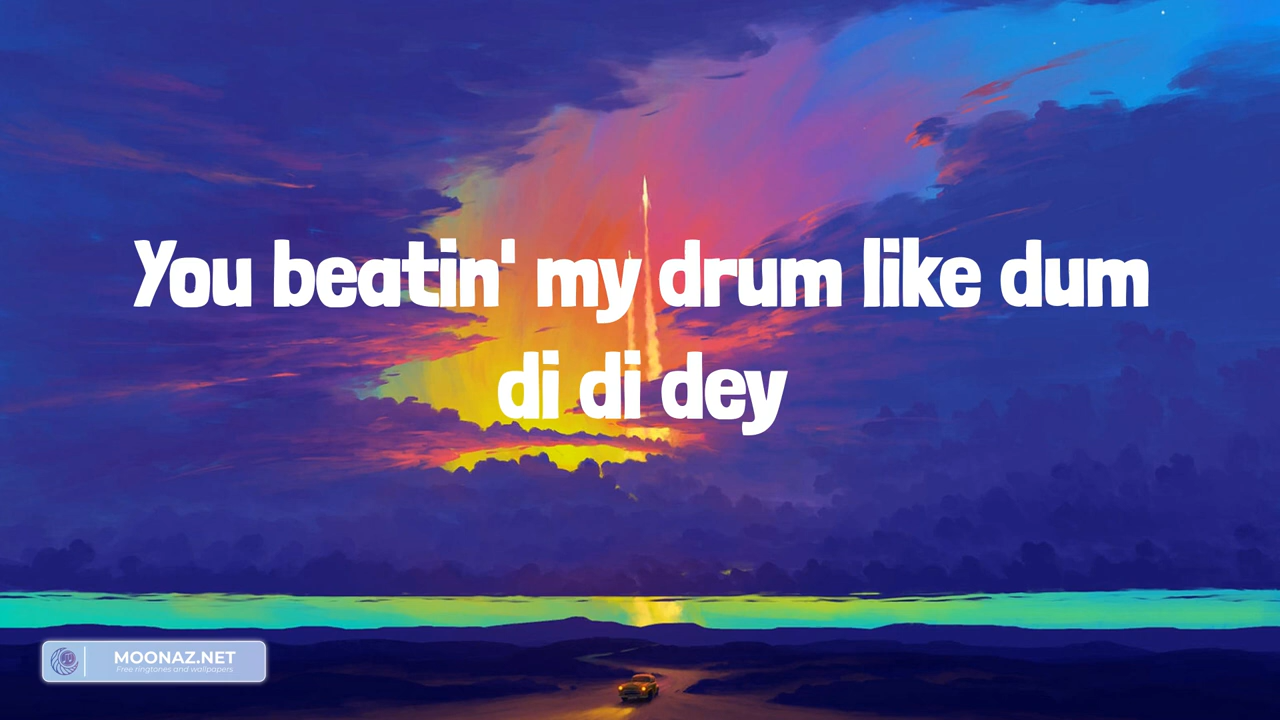 You beatin' my drum like dum
di di dey
MOONAZ.NET
Free ringtones and wallpapers